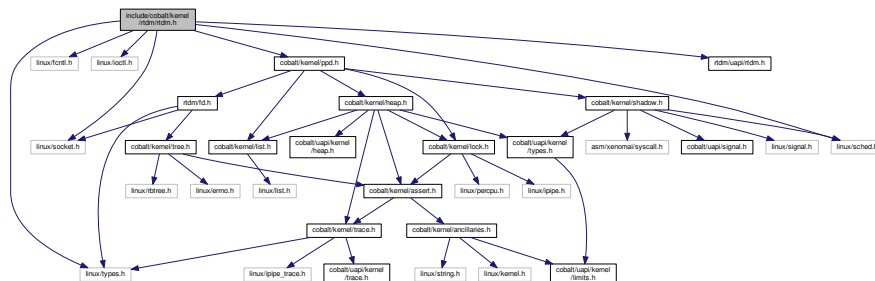 include/cobalt/kernel
/rtdm/rtdm.h
linux/fcntl.h
linux/ioctl.h
cobalt/kernel/ppd.h
rtdm/uapi/rtdm.h
rtdm/fd.h
cobalt/kernel/heap.h
cobalt/kernel/shadow.h
linux/socket.h
cobalt/kernel/tree.h
cobalt/kernel/list.h
cobalt/uapi/kernel
/heap.h
cobalt/kernel/lock.h
cobalt/uapi/kernel
/types.h
asm/xenomai/syscall.h
cobalt/uapi/signal.h
linux/signal.h
linux/sched.h
linux/rbtree.h
linux/errno.h
linux/list.h
cobalt/kernel/assert.h
linux/percpu.h
linux/ipipe.h
cobalt/kernel/trace.h
cobalt/kernel/ancillaries.h
linux/types.h
linux/ipipe_trace.h
cobalt/uapi/kernel
/trace.h
linux/string.h
linux/kernel.h
cobalt/uapi/kernel
/limits.h